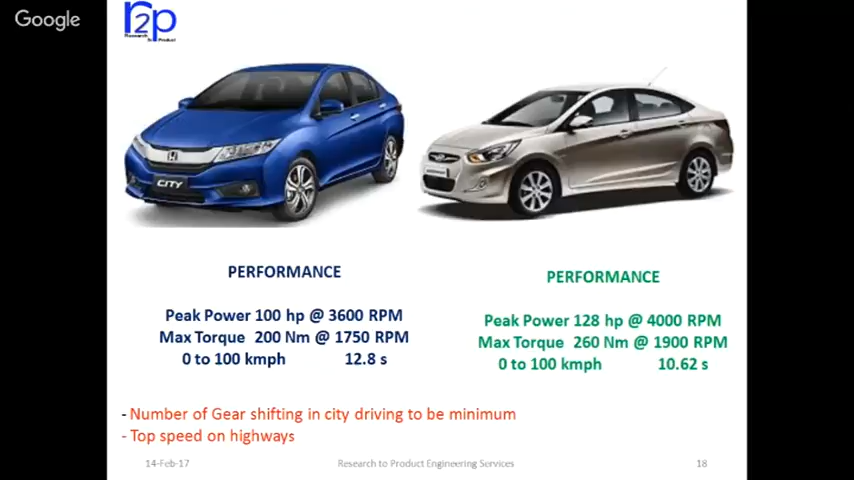 Google
r2p
Research to Product
CITY
PERFORMANCE
Peak Power 100 hp @ 3600 RPM
Max Torque 200 Nm @ 1750 RPM
0 to 100 kmph 12.8 s
PERFORMANCE
Peak Power 128 hp @ 4000 RPM
Max Torque 260 Nm @ 1900 RPM
0 to 100 kmph 10.62 s
- Number of Gear shifting in city driving to be minimum
- Top speed on highways
14-Feb-17
Research to Product Engineering Services
18